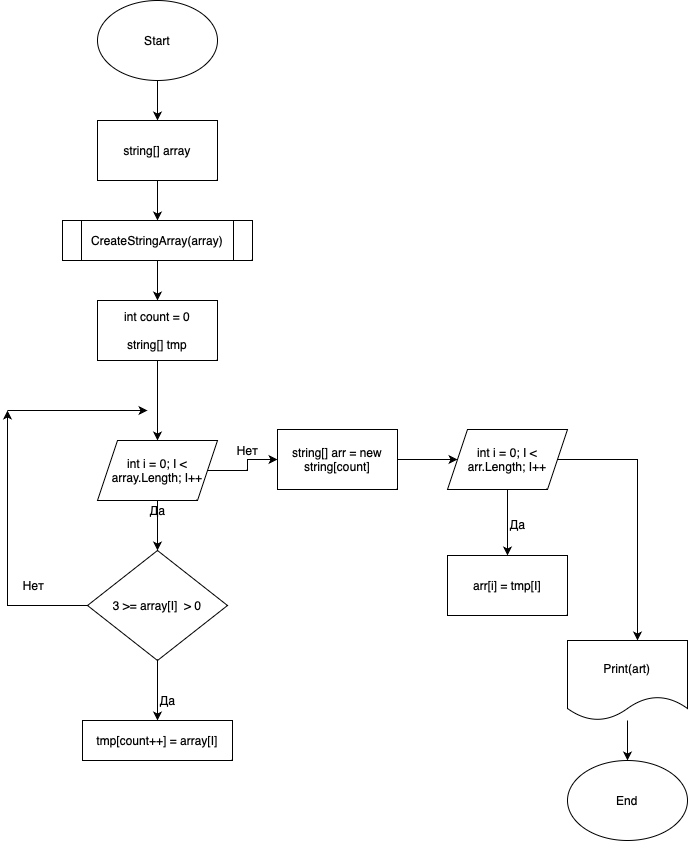 Start
string[] array
CreateStringArray(array)
int count = 0
string[] tmp
int i = 0; I <
array.Length; I++
Нет
string[] arr = new
string[count]
int i = 0; I <
arr.Length; I++
Да
Да
Нет
3 >= array[I]  > 0
arr[i] = tmp[I]
Print(art)
Да
tmp[count++] = array[I]
End